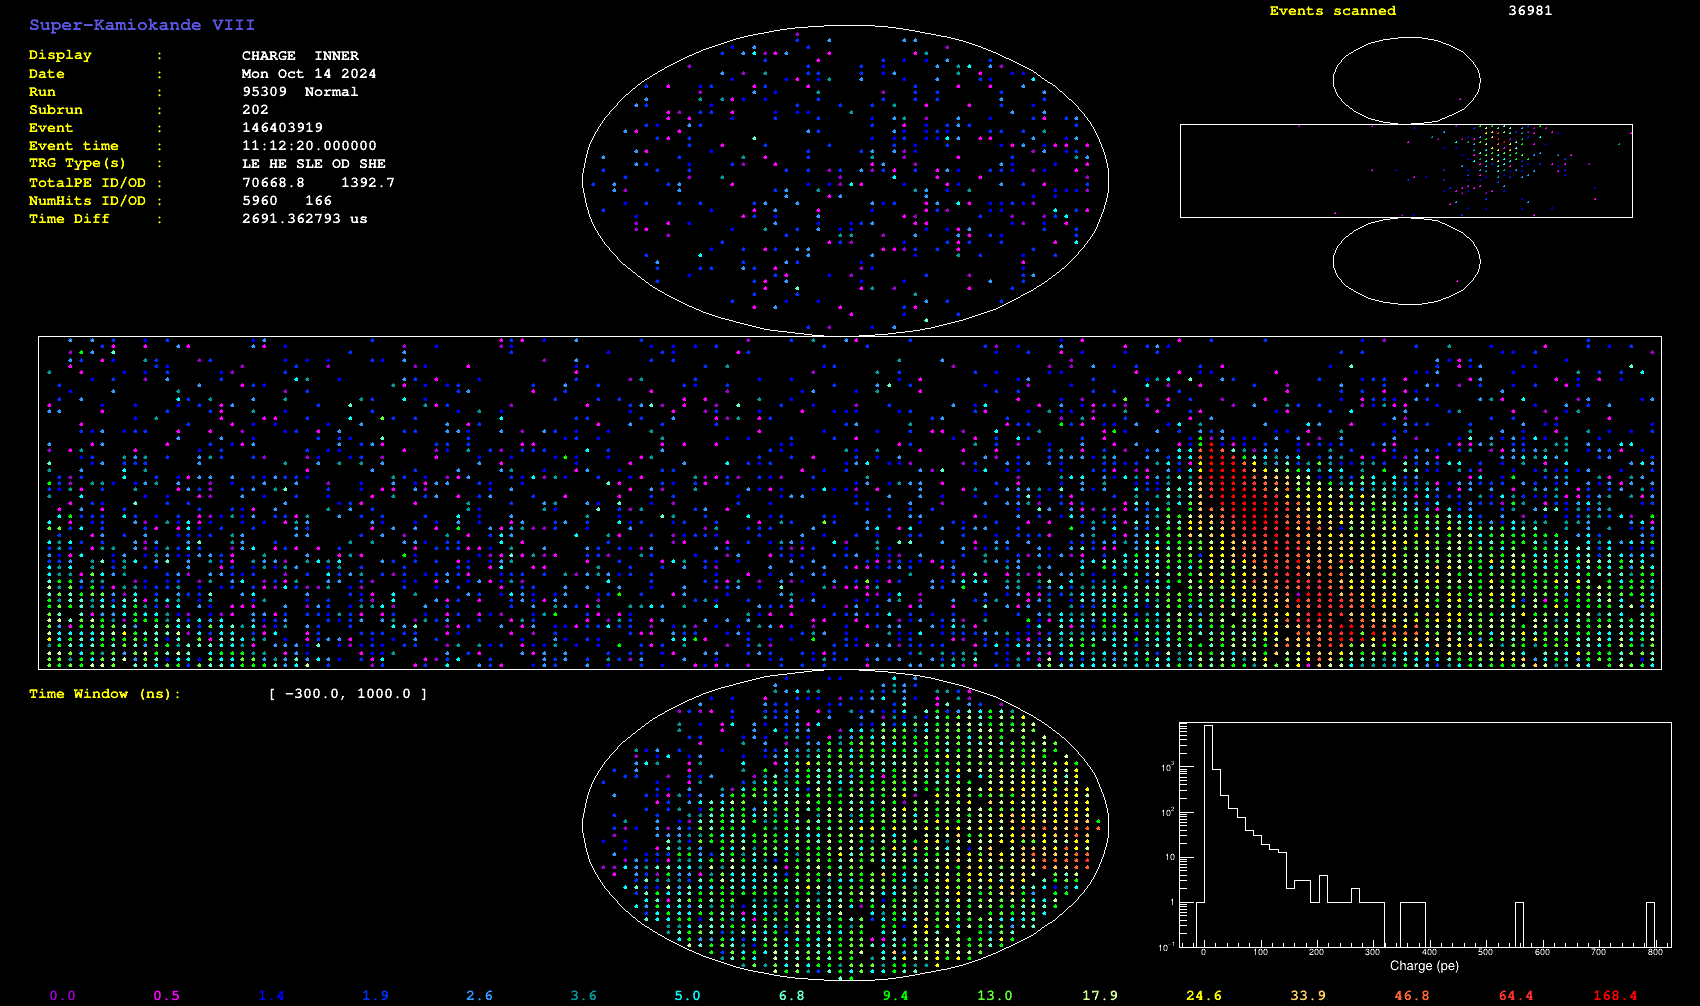 Super-Kamiokande VIII
Events scanned 36981
Display : CHARGE INNER
Date : Mon Oct 14 2024
Run : 95309 Normal
Subrun : 202
Event : 146403919
Event time : 11:12:20.000000
TRG Type(s) : LE HE SLE OD SHE
TotalPE ID/OD : 70668.8 1392.7
NumHits ID/OD : 5960 166
Time Diff : 2691.362793 us
Time Window (ns): [ -300.0, 1000.0 ]
10³
10²
10
1
10⁻¹
0 100 200 300 400 500 600 700 800
Charge (pe)
0.0 0.5 1.4 1.9 2.6 3.6 5.0 6.8 9.4 13.0 17.9 24.6 33.9 46.8 64.4 168.4